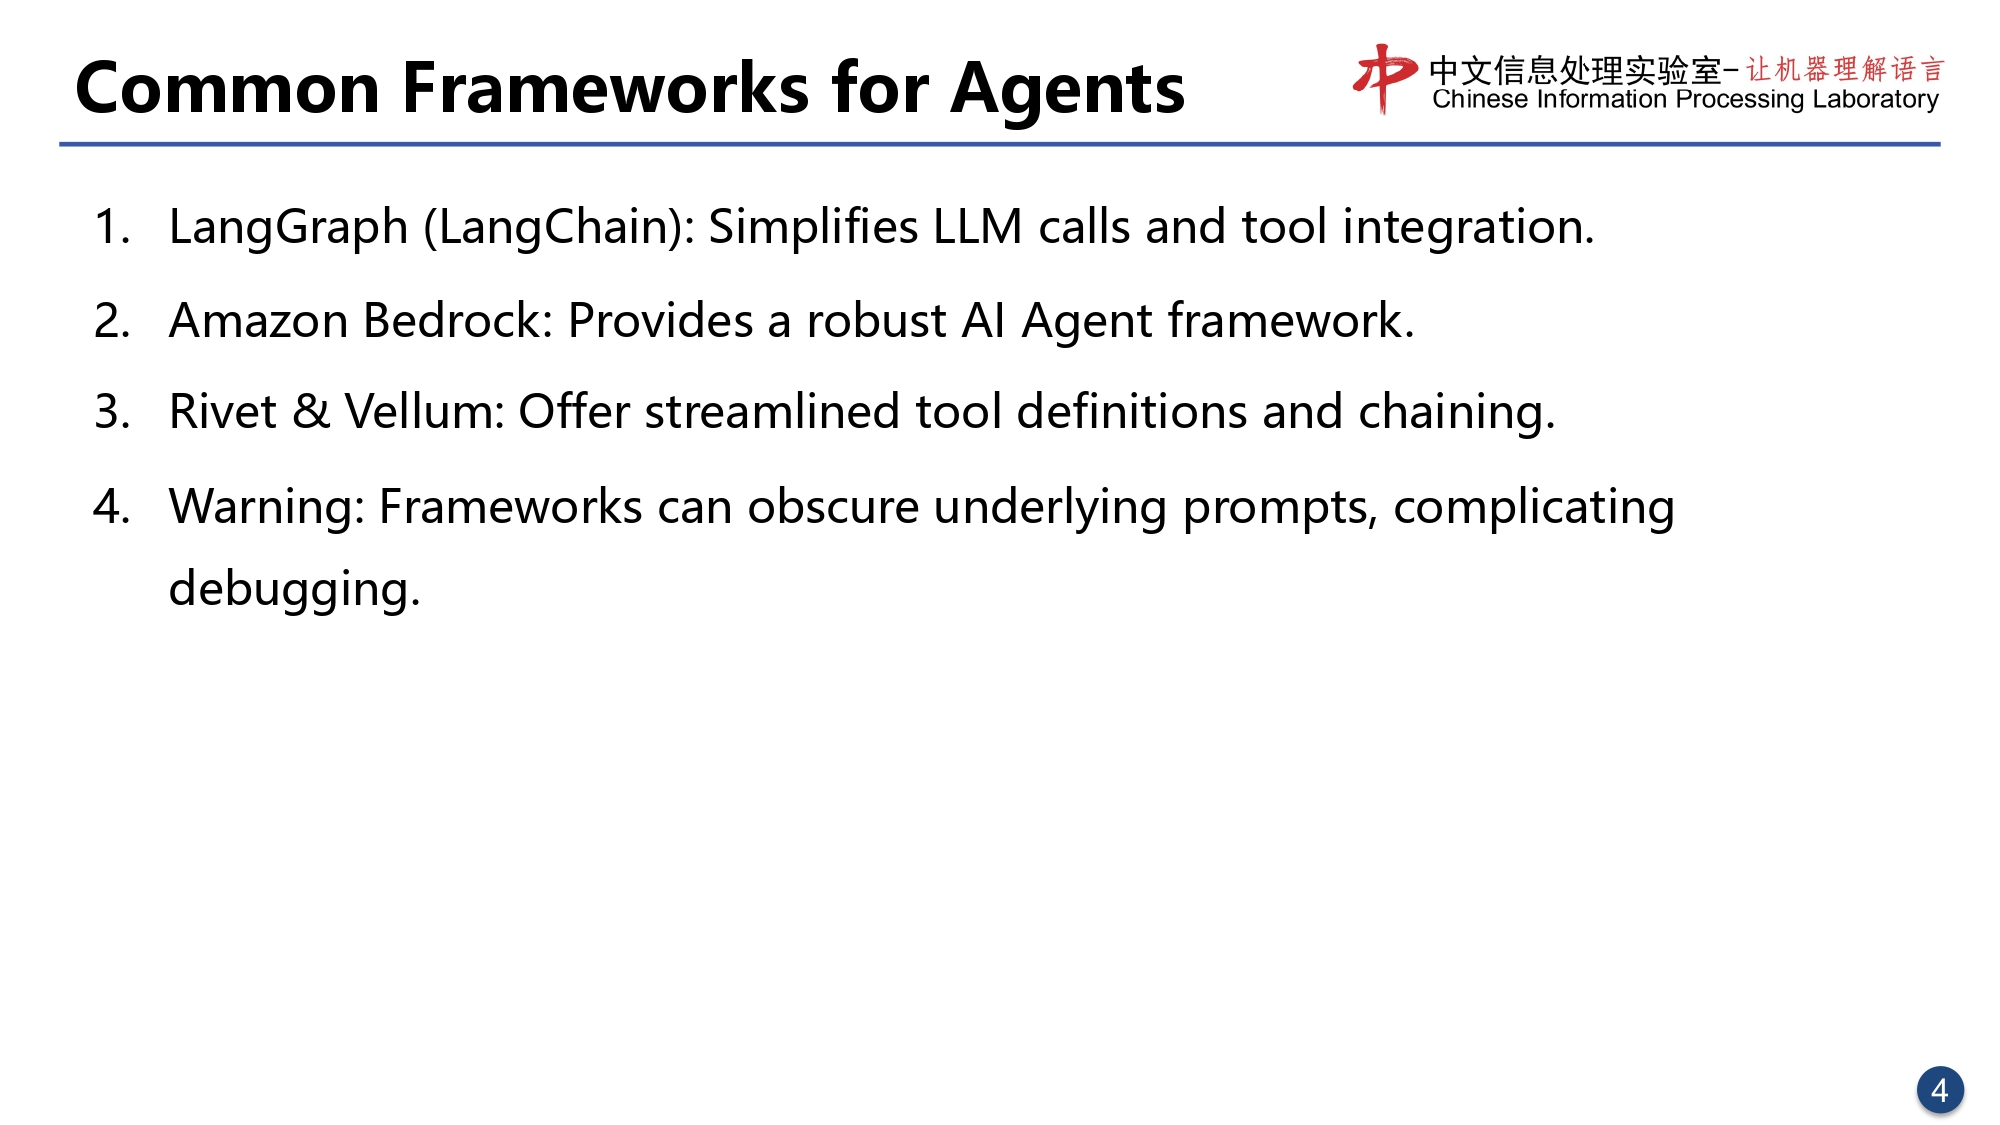 Common Frameworks for Agents
中文信息处理实验室-让机器理解语言
Chinese Information Processing Laboratory
1. LangGraph (LangChain): Simplifies LLM calls and tool integration.
2. Amazon Bedrock: Provides a robust AI Agent framework.
3. Rivet & Vellum: Offer streamlined tool definitions and chaining.
4. Warning: Frameworks can obscure underlying prompts, complicating
debugging.
4